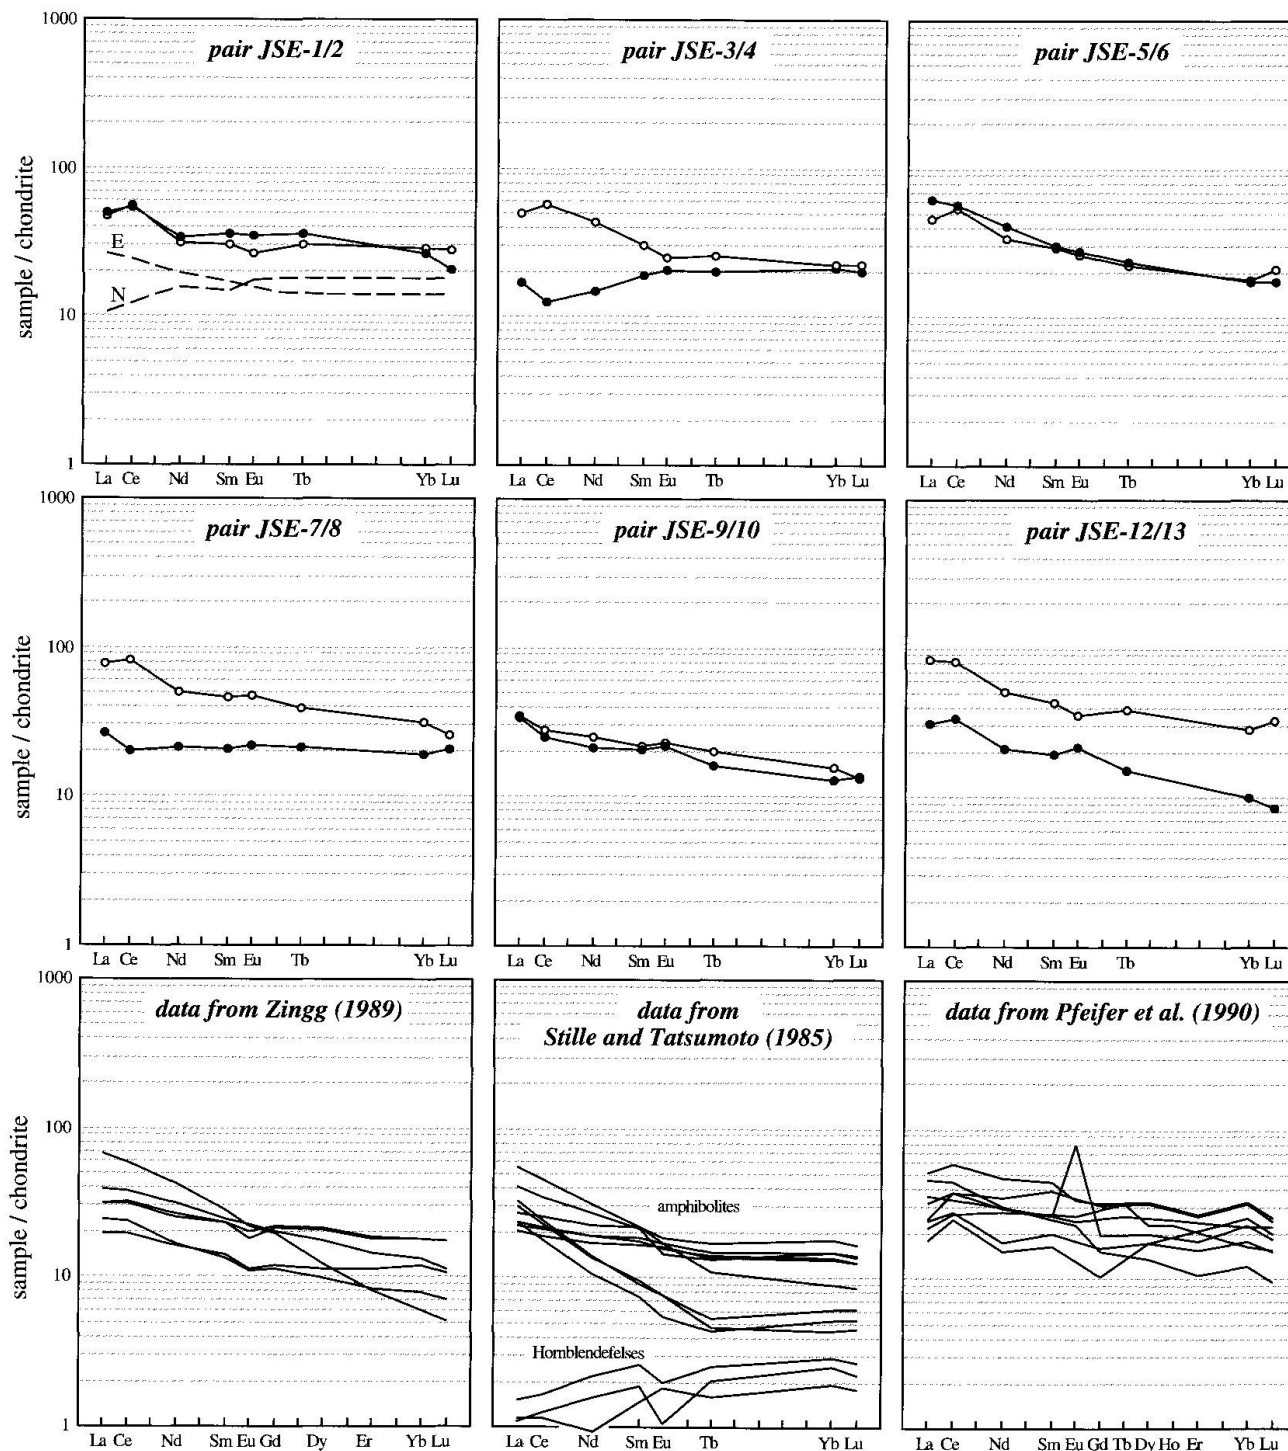 1000
pair JSE-1/2
pair JSE-3/4
pair JSE-5/6
100
E
N
10
1
sample / chondrite
La Ce Nd Sm Eu Tb Yb Lu
La Ce Nd Sm Eu Tb Yb Lu
La Ce Nd Sm Eu Tb Yb Lu
1000
pair JSE-7/8
pair JSE-9/10
pair JSE-12/13
100
10
1
sample / chondrite
La Ce Nd Sm Eu Tb Yb Lu
La Ce Nd Sm Eu Tb Yb Lu
La Ce Nd Sm Eu Tb Yb Lu
1000
data from Zingg (1989)
data from
Stille and Tatsumoto (1985)
data from Pfeifer et al. (1990)
100
amphibolites
10
Hornblendefelses
1
sample / chondrite
La Ce Nd Sm Eu Gd Dy Er Yb Lu
La Ce Nd Sm Eu Tb Yb Lu
La Ce Nd Sm Eu Gd Tb Dy Ho Er Yb Lu